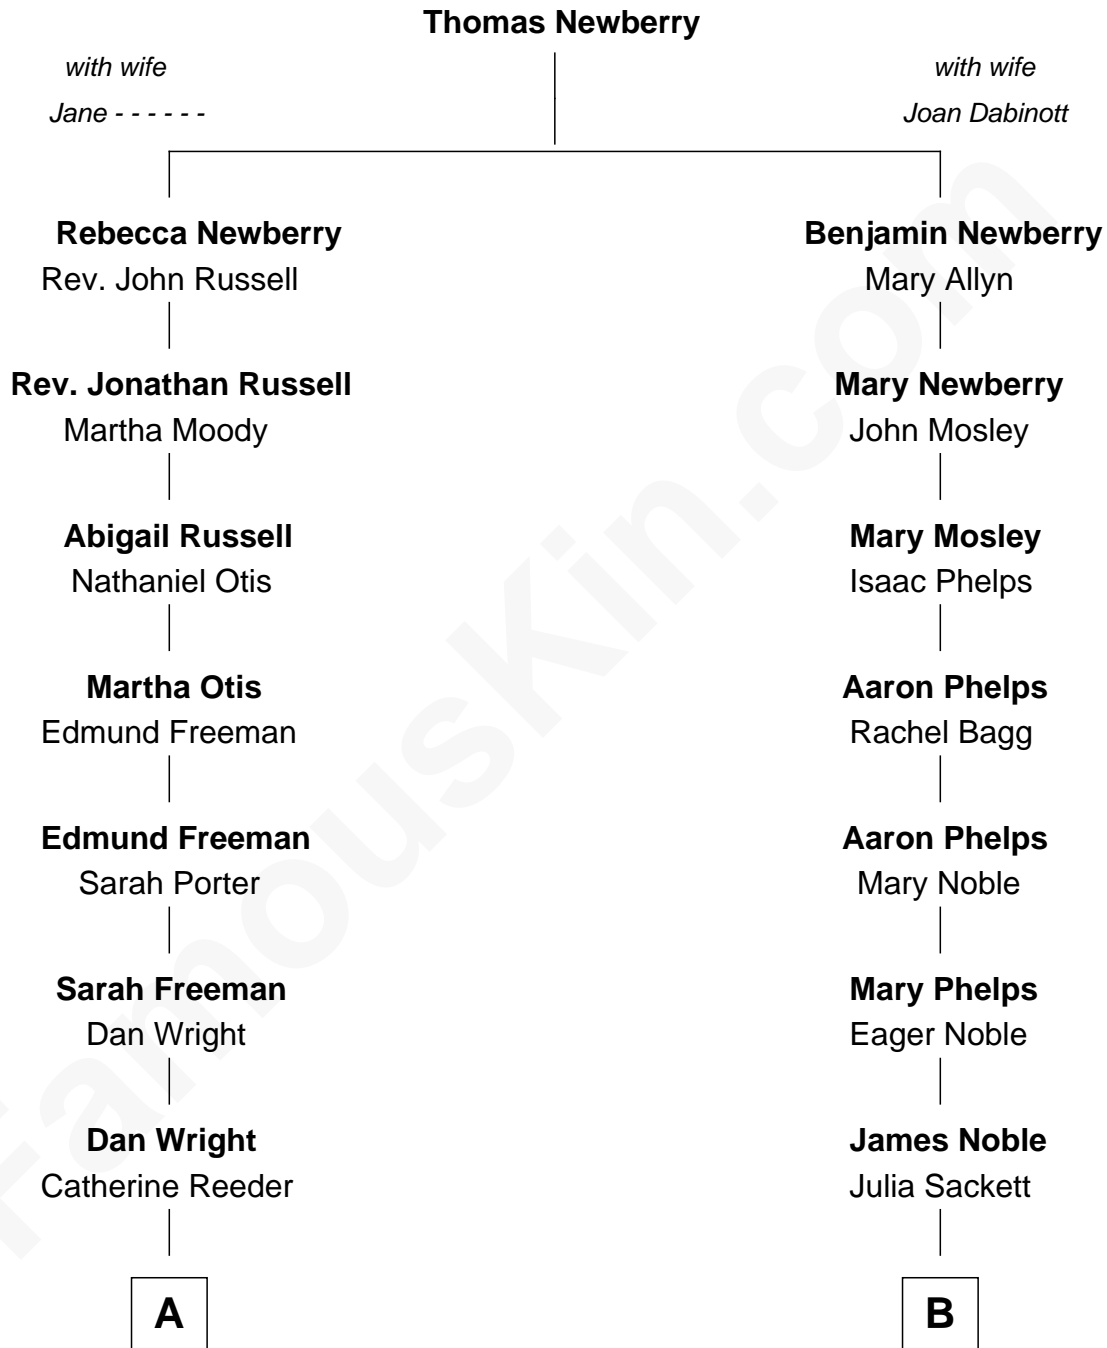 Thomas Newberry
with wife
Jane - - - - - -
with wife
Joan Dabinott
Rebecca Newberry
Rev. John Russell
Benjamin Newberry
Mary Allyn
Rev. Jonathan Russell
Martha Moody
Mary Newberry
John Mosley
Abigail Russell
Nathaniel Otis
Mary Mosley
Isaac Phelps
Martha Otis
Edmund Freeman
Aaron Phelps
Rachel Bagg
Edmund Freeman
Sarah Porter
Aaron Phelps
Mary Noble
Sarah Freeman
Dan Wright
Mary Phelps
Eager Noble
Dan Wright
Catherine Reeder
James Noble
Julia Sackett
A
B
FamousKin.com